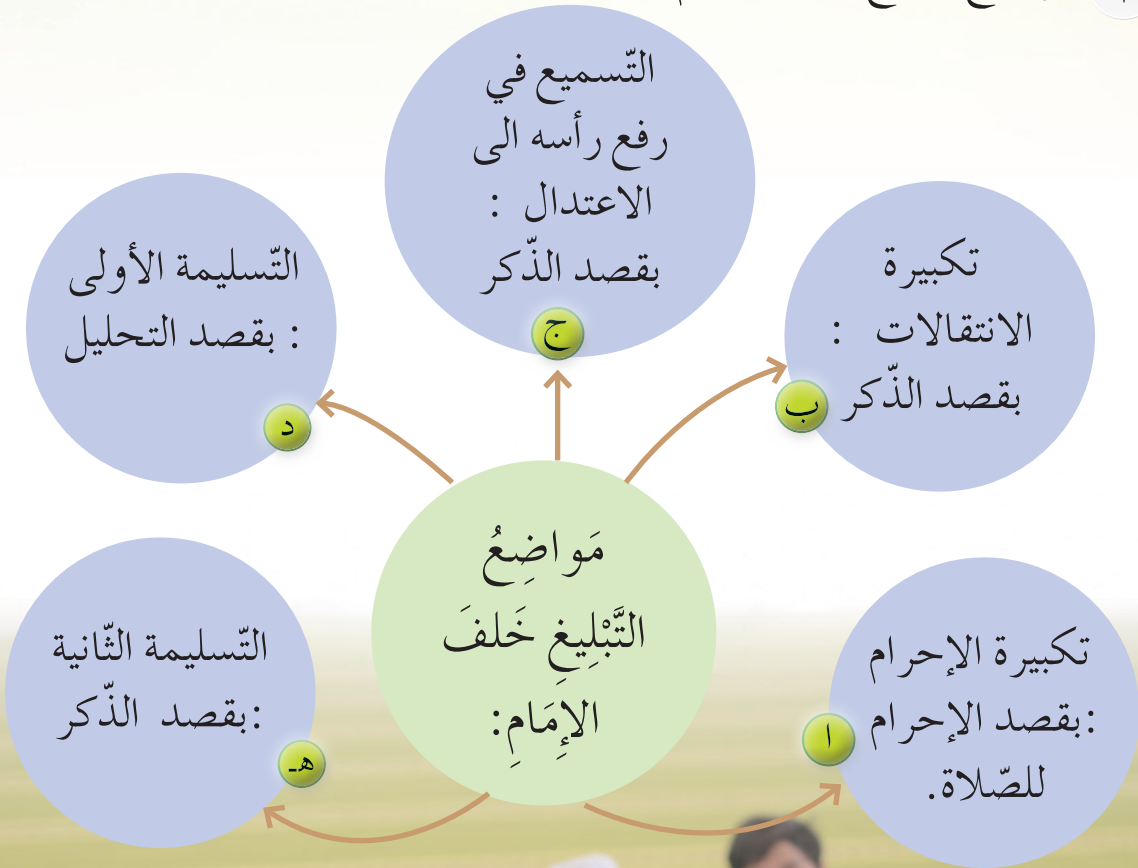 مَواضِعُ
التَّبْلِيغِ خَلفَ
الإِمَامِ:
ا
تكبيرة الإحرام
:بقصد الإحرام
للصّلاة.
ب
تكبيرة
الانتقالات :
بقصد الذّكر
ج
التّسميع في
رفع رأسه الى
الاعتدال :
بقصد الذّكر
د
التّسليمة الأولى
: بقصد التحليل
هـ
التّسليمة الثّانية
:بقصد الذّكر